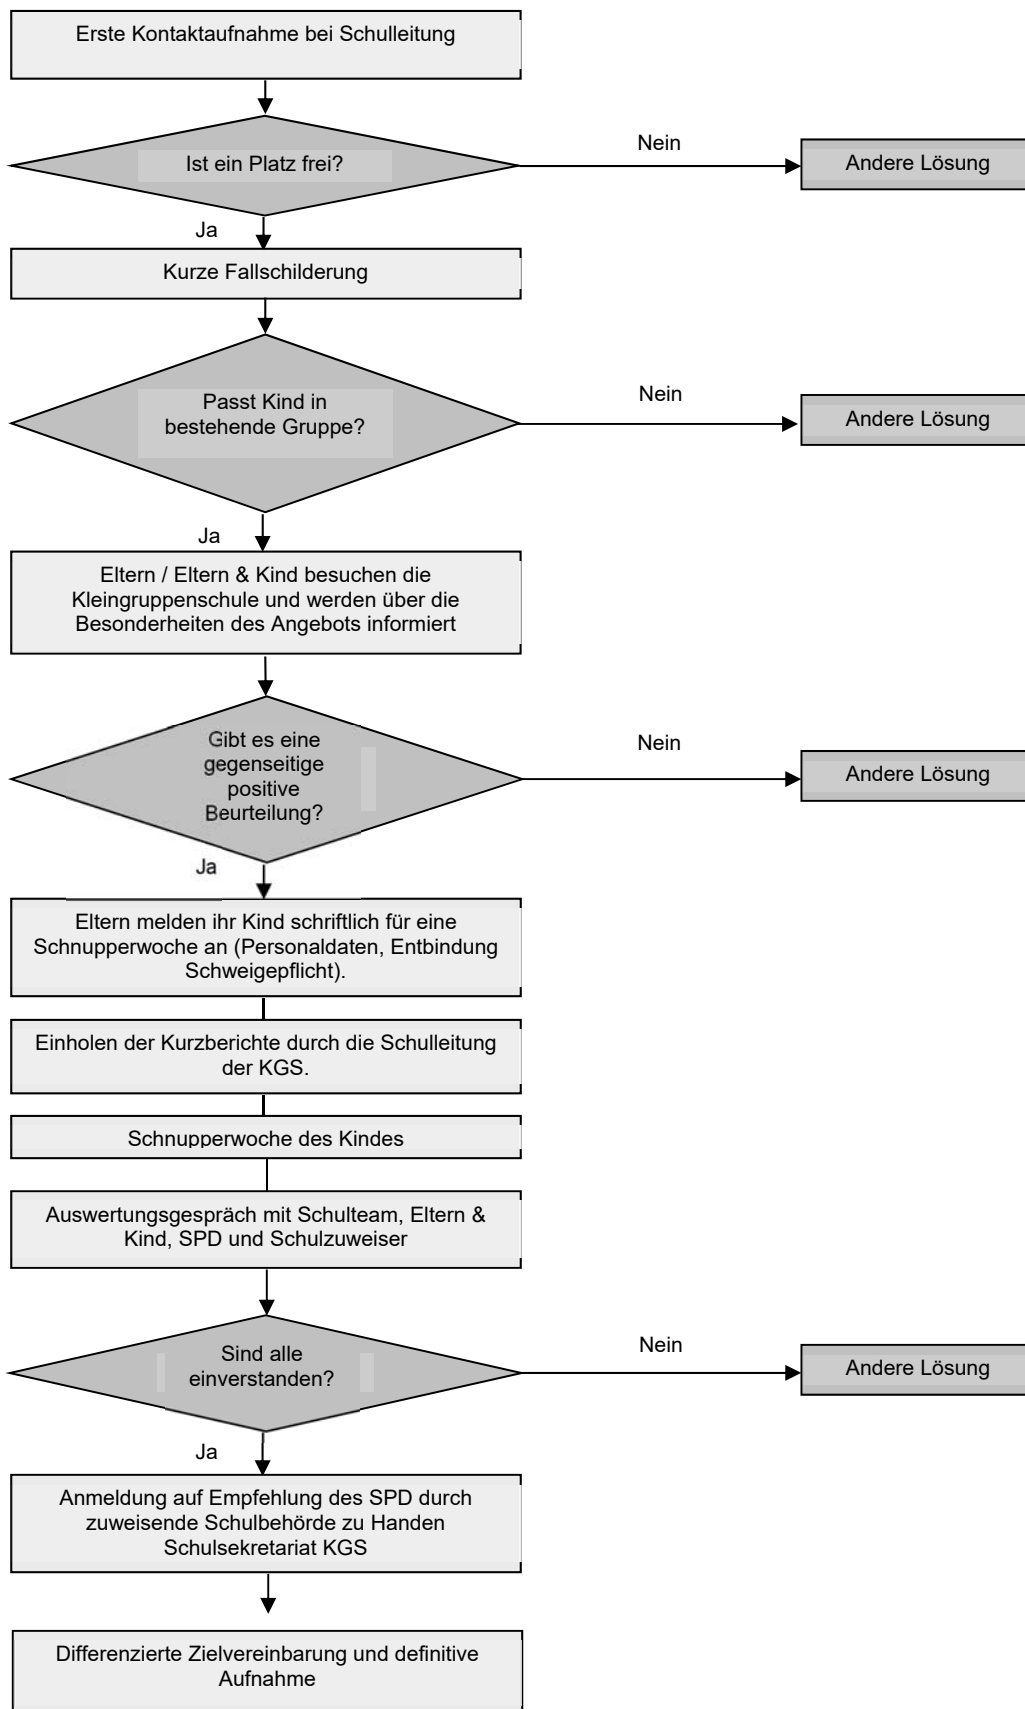 Erste Kontaktaufnahme bei Schulleitung
Ist ein Platz frei?
Nein
Andere Lösung
Ja
Kurze Fallschilderung
Passt Kind in
bestehende Gruppe?
Nein
Andere Lösung
Ja
Eltern / Eltern & Kind besuchen die
Kleingruppenschule und werden über die
Besonderheiten des Angebots informiert
Gibt es eine
gegenseitige
positive
Beurteilung?
Nein
Andere Lösung
Ja
Eltern melden ihr Kind schriftlich für eine
Schnupperwoche an (Personaldaten, Entbindung
Schweigepflicht).
Einholen der Kurzberichte durch die Schulleitung
der KGS.
Schnupperwoche des Kindes
Auswertungsgespräch mit Schulteam, Eltern &
Kind, SPD und Schulzuweiser
Sind alle
einverstanden?
Nein
Andere Lösung
Ja
Anmeldung auf Empfehlung des SPD durch
zuweisende Schulbehörde zu Handen
Schulsekretariat KGS
Differenzierte Zielvereinbarung und definitive
Aufnahme